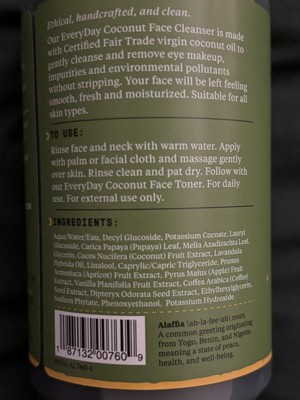 Ethical, handcrafted, and clean.
Our EveryDay Coconut Face Cleanser is made
with Certified Fair Trade virgin coconut oil to
gently cleanse and remove eye makeup,
impurities and environmental pollutants
without stripping. Your face will be left feeling
smooth, fresh and moisturized. Suitable for all
skin types.
TO USE:
Rinse face and neck with warm water. Apply
with palm or facial cloth and massage gently
over skin. Rinse clean and pat dry. Follow with
our EveryDay Coconut Face Toner. For daily
use. For external use only.
INGREDIENTS:
Aqua/Water/Eau, Decyl Glucoside, Potassium Cocoate, Lauryl
Glucoside, Carica Papaya (Papaya) Leaf, Melia Azadirachta Leaf,
Glycerin, Cocos Nucifera (Coconut) Fruit Extract, Lavandula
Hybrida Oil, Linalool, Caprylic/Capric Triglyceride, Prunus
Armeniaca (Apricot) Fruit Extract, Pyrus Malus (Apple) Fruit
Extract, Vanilla Planifolia Fruit Extract, Coffea Arabica (Coffee)
Seed Extract, Dipteryx Odorata Seed Extract, Ethylhexylglycerin,
Sodium Phytate, Phenoxyethanol, Potassium Hydroxide
1 87132 00760 9
Alaffia \ah-la-fee-uh\ noun.
A common greeting originating
from Togo, Benin, and Nigeria,
meaning a state of peace,
health, and well-being.